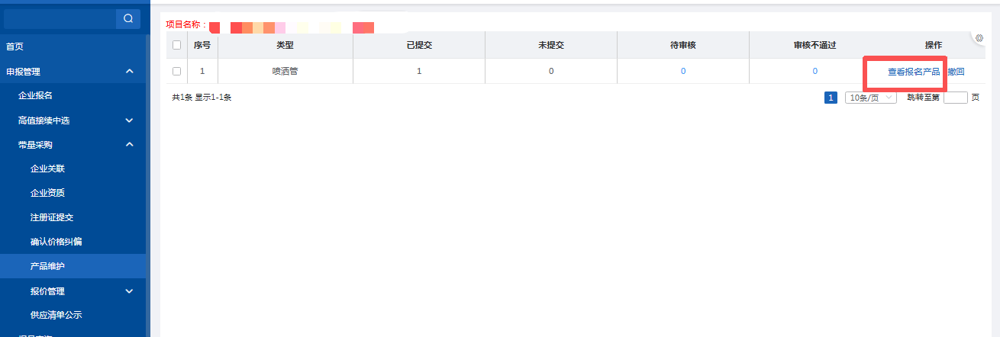 首页
申报管理
企业报名
高值接续中选
带量采购
企业关联
企业资质
注册证提交
确认价格纠偏
产品维护
报价管理
供应清单公示
项目名称：
序号 类型 已提交 未提交 待审核 审核不通过 操作
1 喷洒管 1 0 0 0 查看报名产品 撤回
共1条 显示1-1条 1 10条/页 跳转至第 页